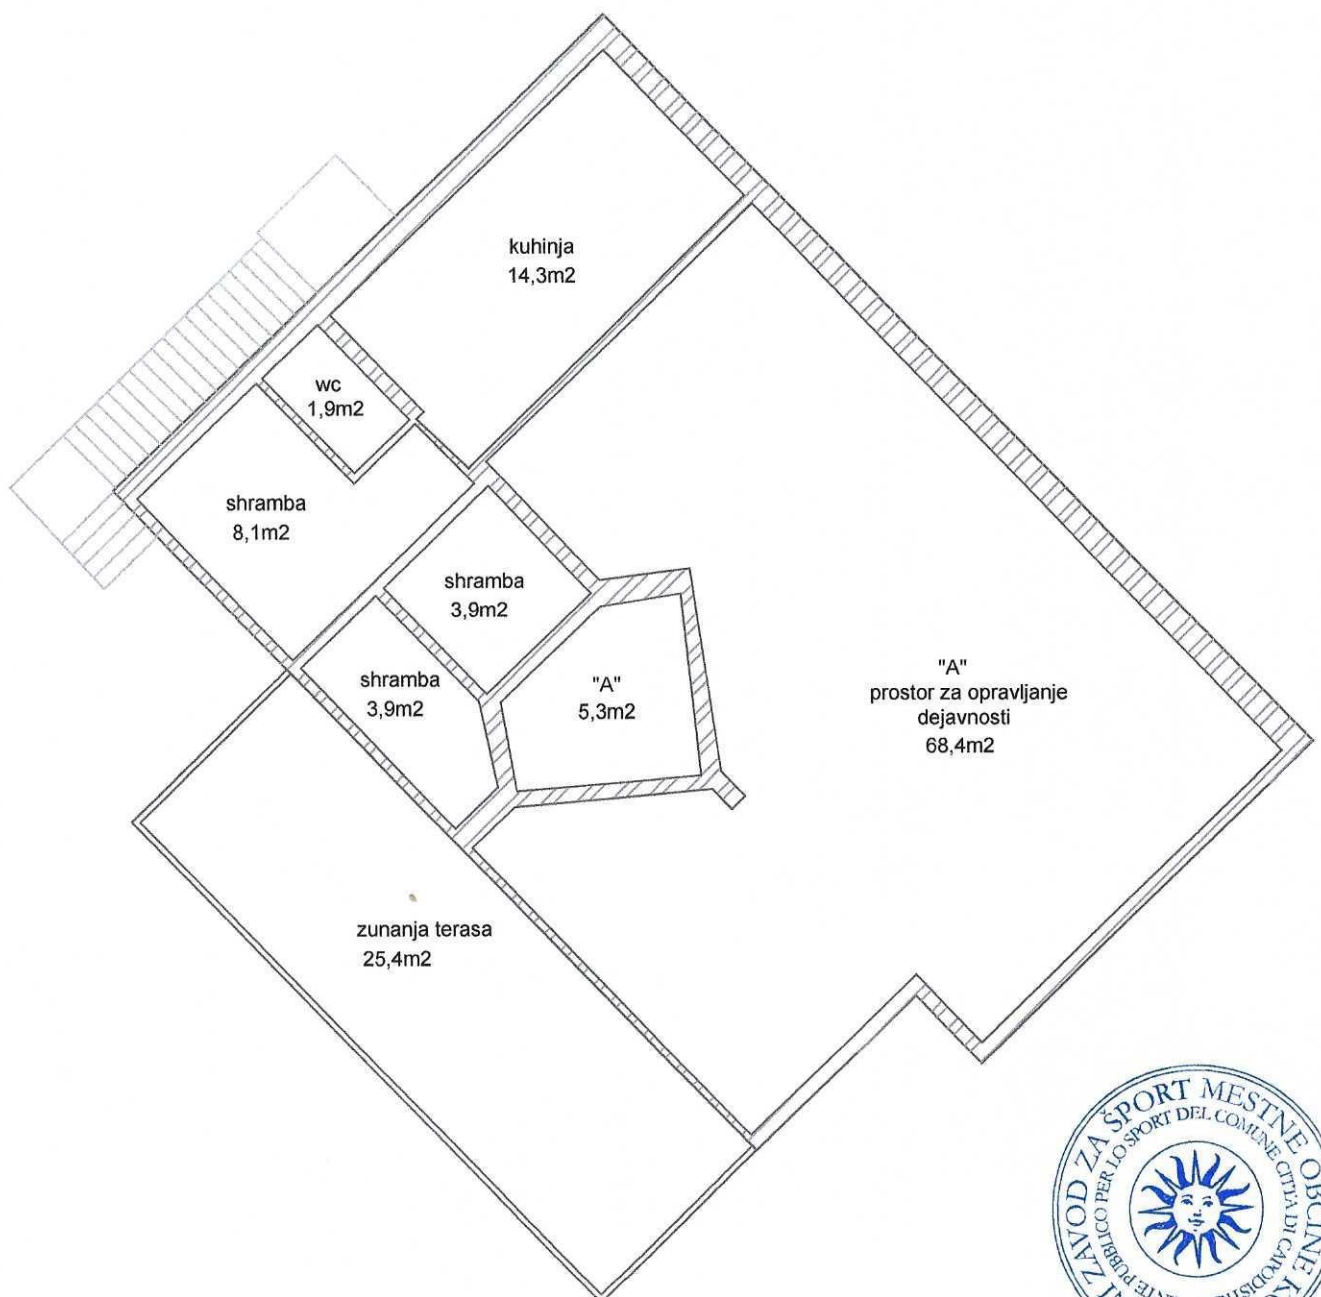 kuhinja
14,3m2
wc
1,9m2
shramba
8,1m2
shramba
3,9m2
shramba
3,9m2
"A"
5,3m2
"A"
prostor za opravljanje
dejavnosti
68,4m2
zunanja terasa
25,4m2
ZAVOD ZA ŠPORT MESTNE OBČINE
PUBBLICO PER LO SPORT DEL COMUNE CITTA DI